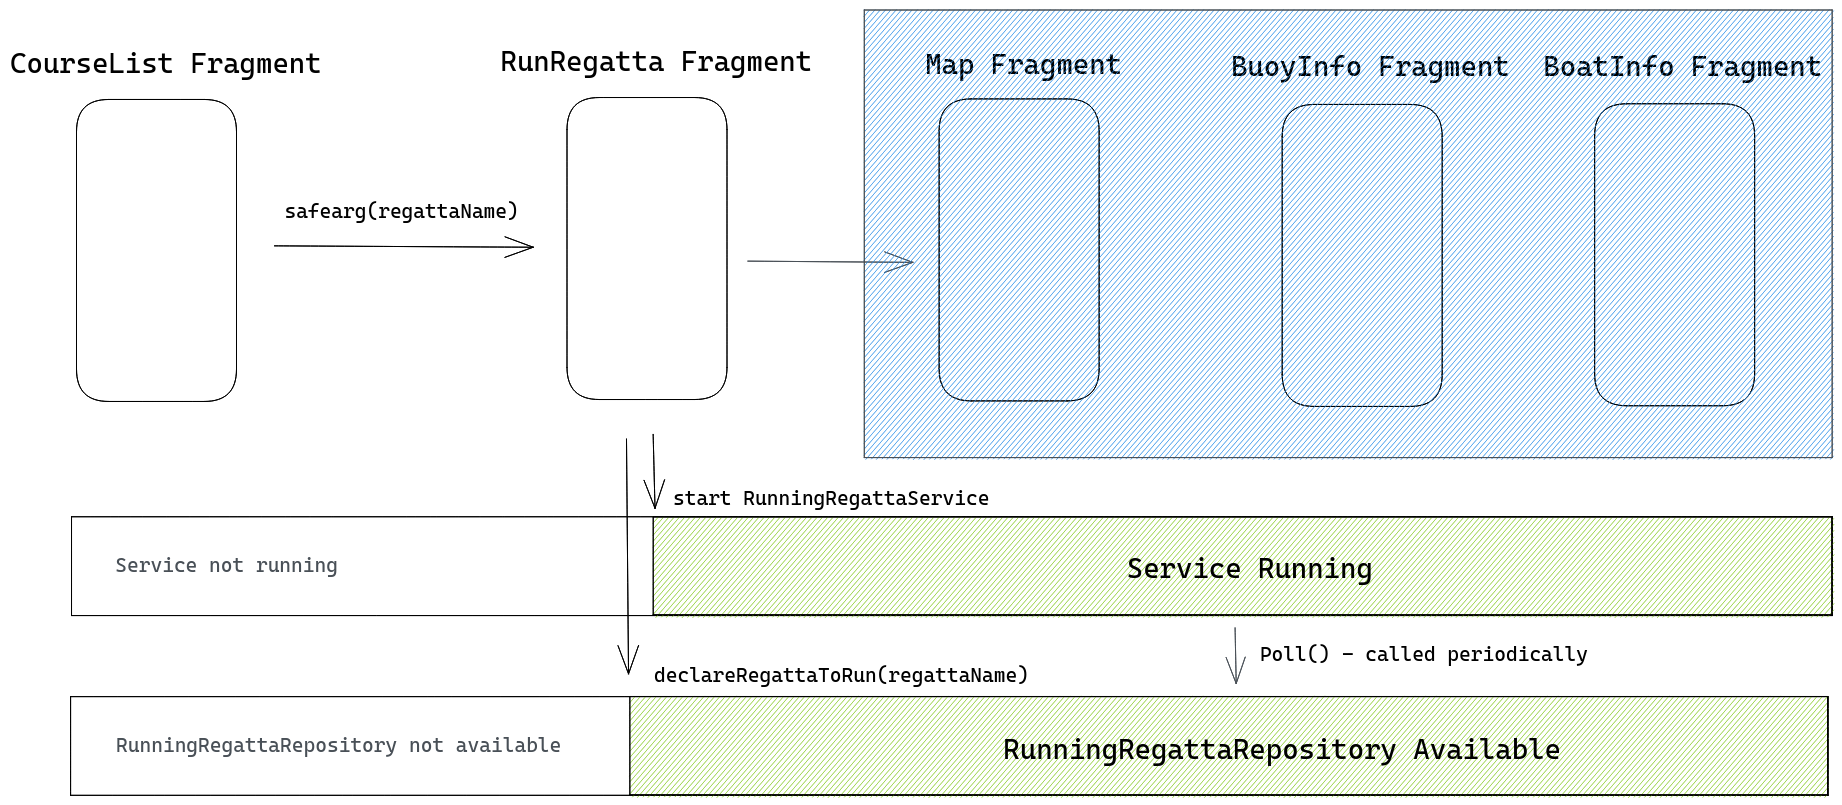 CourseList Fragment
RunRegatta Fragment
Map Fragment
BuoyInfo Fragment
BoatInfo Fragment
safearg(regattaName)
start RunningRegattaService
Service not running
Service Running
Poll() - called periodically
declareRegattaToRun(regattaName)
RunningRegattaRepository not available
RunningRegattaRepository Available